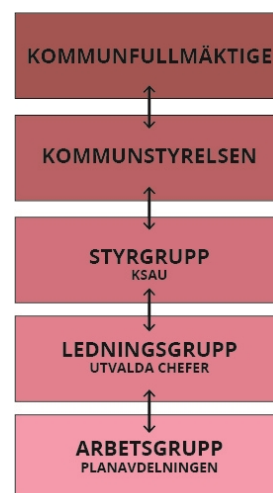 KOMMUNFULLMÄKTIGE
KOMMUNSTYRELSEN
STYRGRUPP
KSAU
LEDNINGSGRUPP
UTVALDA CHEFER
ARBETSGRUPP
PLANAVDELNINGEN